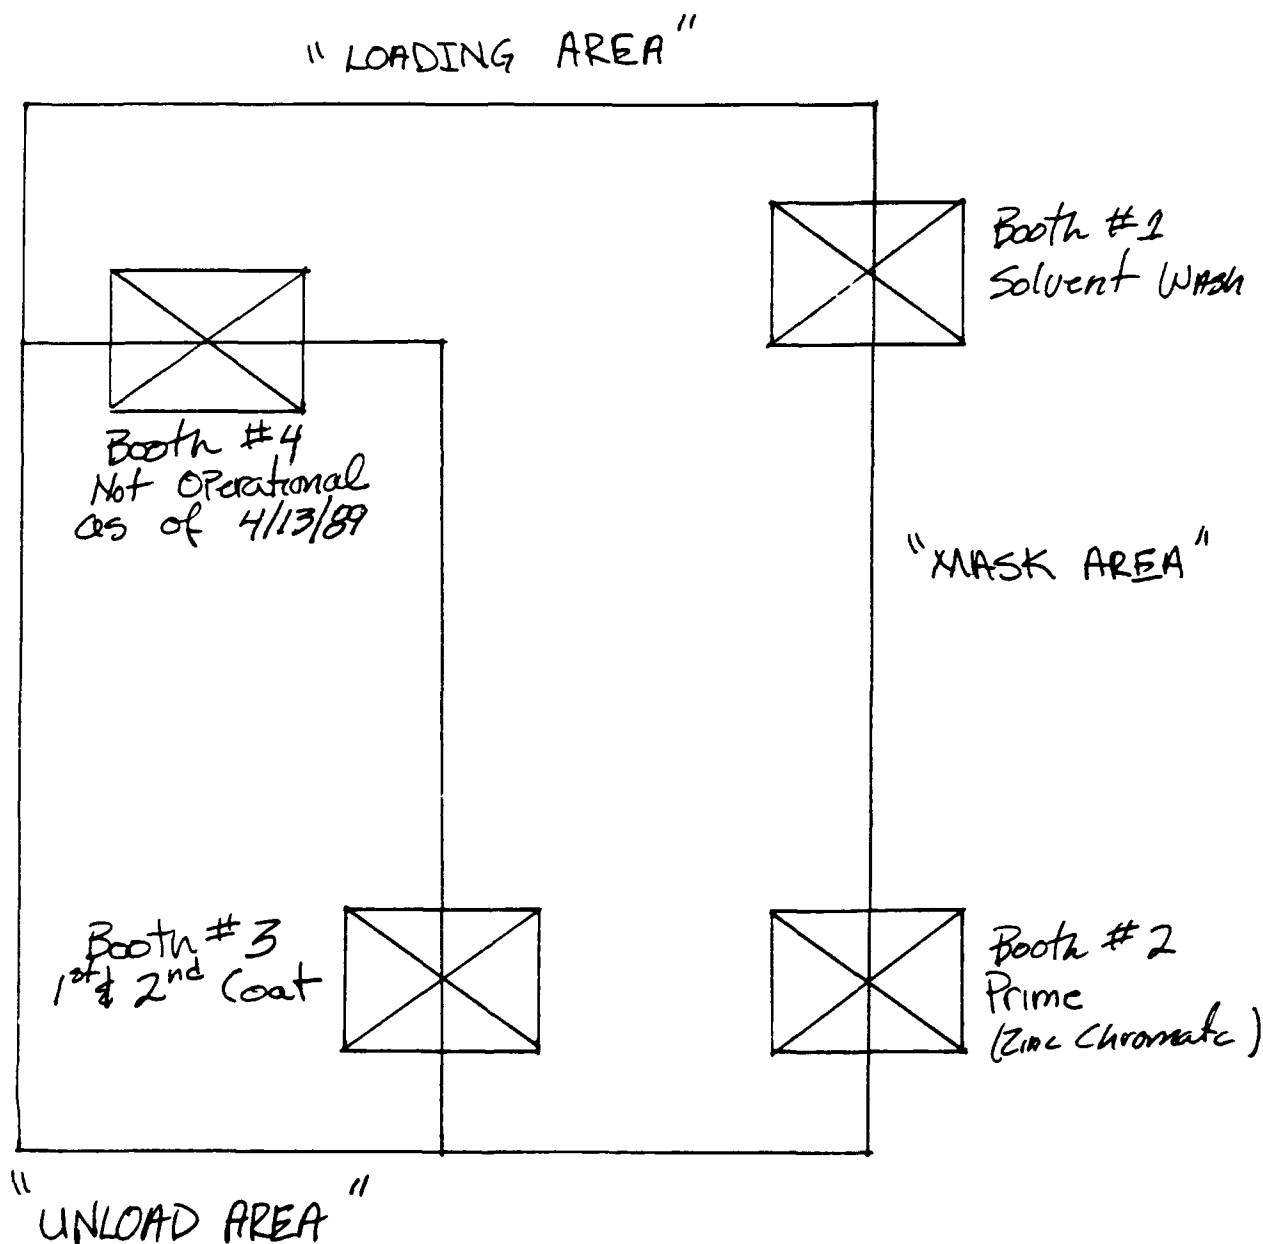 "LOADING AREA"
Booth #1
Solvent Wash
Booth #4
Not Operational
as of 4/13/89
"MASK AREA"
Booth #3
1st & 2nd Coat
Booth #2
Prime
(Zinc Chromate)
"UNLOAD AREA"